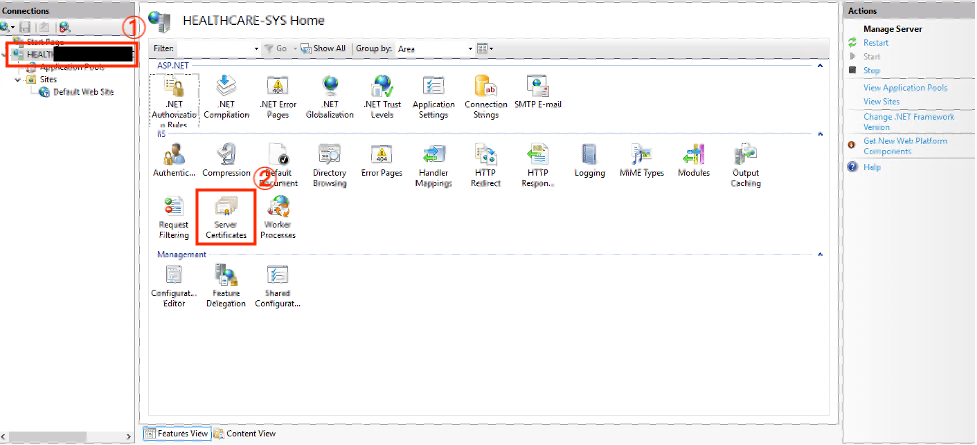 Connections
①
Start Page
HEALTH
Application Pools
Sites
Default Web Site
HEALTHCARE-SYS Home
Filter:
Go
Show All
Group by: Area
ASP.NET
.NET Authorization Rules
.NET Compilation
.NET Error Pages
.NET Globalization
.NET Trust Levels
Application Settings
Connection Strings
SMTP E-mail
IIS
Authentic...
Compression
②
Default Document
Directory Browsing
Error Pages
Handler Mappings
HTTP Redirect
HTTP Respon...
Logging
MIME Types
Modules
Output Caching
Request Filtering
Server Certificates
Worker Processes
Management
Configurat... Editor
Feature Delegation
Shared Configurat...
Features View
Content View
Actions
Manage Server
Restart
Start
Stop
View Application Pools
View Sites
Change .NET Framework
Version
Get New Web Platform
Components
Help